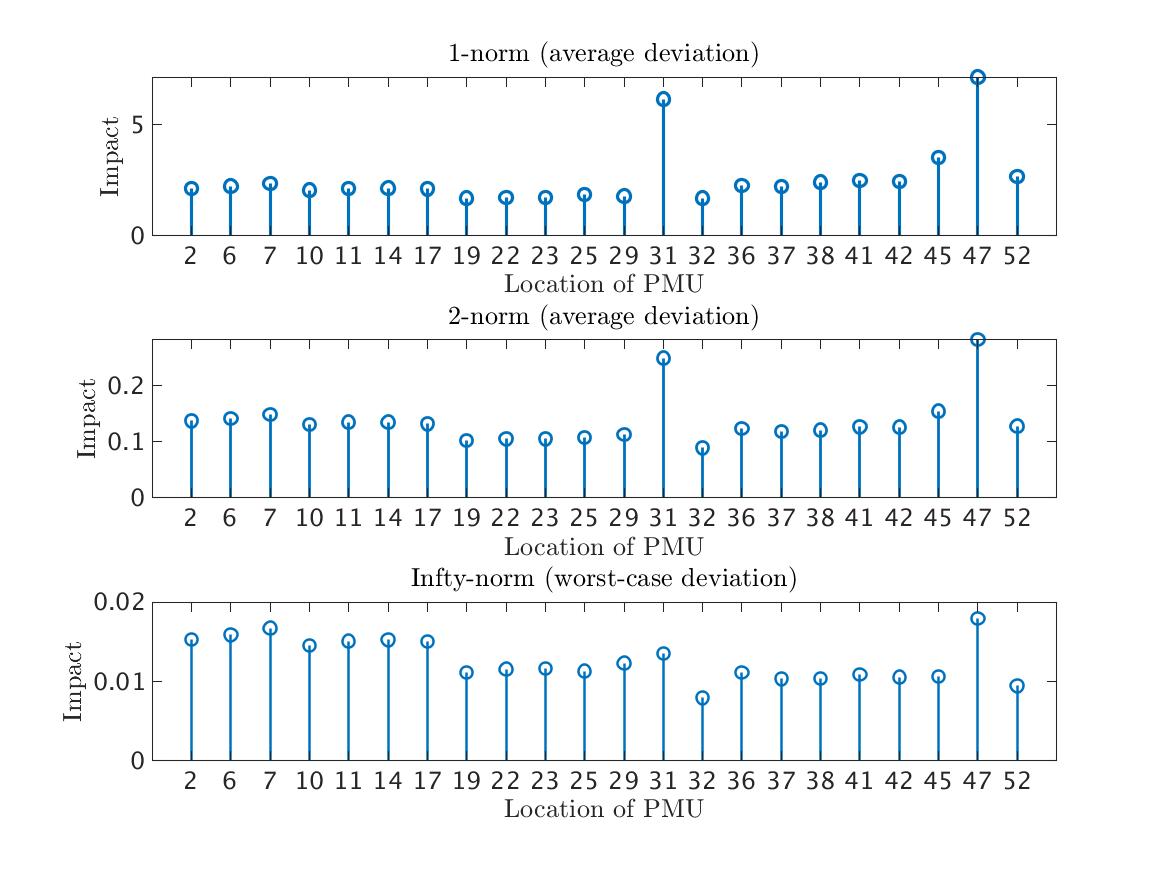 1-norm (average deviation)
5
Impact
0
2 6 7 10 11 14 17 19 22 23 25 29 31 32 36 37 38 41 42 45 47 52
Location of PMU
2-norm (average deviation)
0.2
Impact
0.1
0
2 6 7 10 11 14 17 19 22 23 25 29 31 32 36 37 38 41 42 45 47 52
Location of PMU
Infty-norm (worst-case deviation)
0.02
Impact
0.01
0
2 6 7 10 11 14 17 19 22 23 25 29 31 32 36 37 38 41 42 45 47 52
Location of PMU